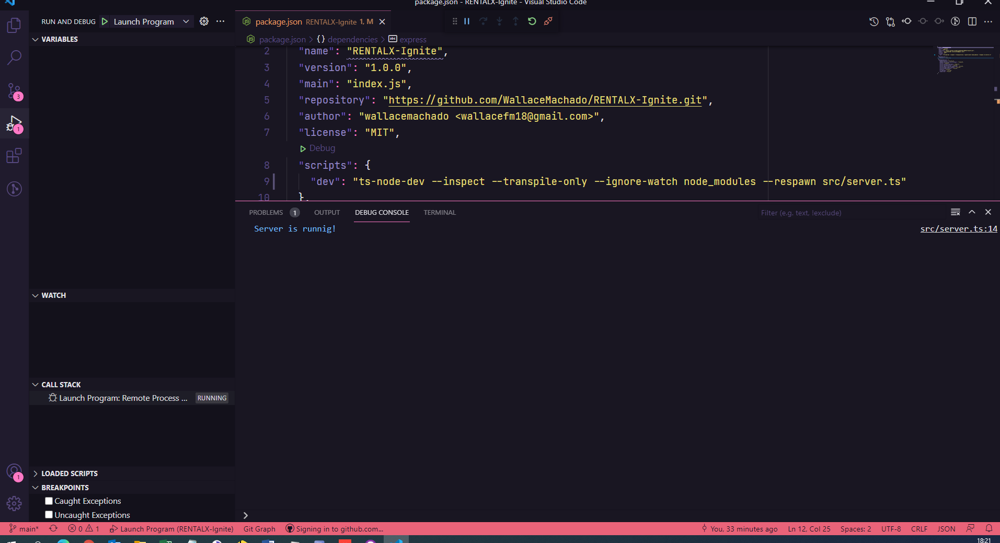 package.json - RENTALX-Ignite - Visual Studio Code
RUN AND DEBUG Launch Program
package.json RENTALX-Ignite 1, M
VARIABLES
package.json > {} dependencies > abc express
2 "name": "RENTALX-Ignite",
3 "version": "1.0.0",
4 "main": "index.js",
5 "repository": "https://github.com/WallaceMachado/RENTALX-Ignite.git",
6 "author": "wallacemachado <wallacefm18@gmail.com>",
7 "license": "MIT",
Debug
8 "scripts": {
9 "dev": "ts-node-dev --inspect --transpile-only --ignore-watch node_modules --respawn src/server.ts"
10 },
3
1
PROBLEMS 1 OUTPUT DEBUG CONSOLE TERMINAL Filter (e.g. text, !exclude)
Server is runnig! src/server.ts:14
WATCH
CALL STACK
Launch Program: Remote Process ... RUNNING
LOADED SCRIPTS
1
BREAKPOINTS
Caught Exceptions
Uncaught Exceptions
>
main* 0 1 Launch Program (RENTALX-Ignite) Git Graph Signing in to github.com... You, 33 minutes ago Ln 12, Col 25 Spaces: 2 UTF-8 CRLF JSON
18:21